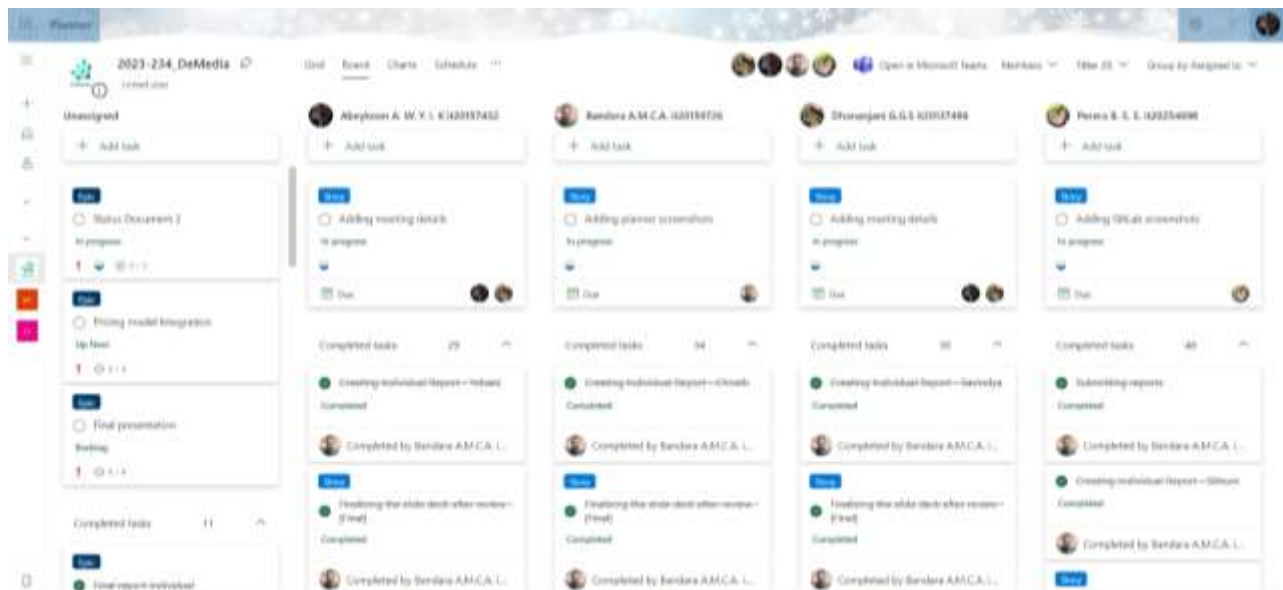 Planner
2023-234_DeMedia
Grid Board Charts Schedule ...
Open in Microsoft Teams Members Filter (0) Group by Assigned to
Unassigned
+ Add task
Epic
Status Document 2
In progress
Epic
Pricing model Integration
Up Next
Epic
Final presentation
Backlog
Completed tasks 11
Epic
Final report individual
Abeykoon A. W. Y. I. K it20157432
+ Add task
Story
Adding meeting details
In progress
Due
Completed tasks 29
Creating Individual Report -
Completed
Completed by Bandara A.M.C.A. i...
Story
Finalizing the slide deck after review -
(Final)
Completed
Completed by Bandara A.M.C.A. i...
Bandara A.M.C.A.
+ Add task
Story
Adding planner screenshots
In progress
Due
Completed tasks 34
Creating Individual Report -
Completed
Completed by Bandara A.M.C.A. i...
Story
Finalizing the slide deck after review -
(Final)
Completed
Completed by Bandara A.M.C.A. i...
Dhananjani G.G.S
+ Add task
Story
Adding meeting details
In progress
Due
Completed tasks
Creating Individual Report - Savindya
Completed
Completed by Bandara A.M.C.A. i...
Story
Finalizing the slide deck after review -
(Final)
Completed
Completed by Bandara A.M.C.A. i...
Perera B. S. S. it20254698
+ Add task
Story
Adding GitLab screenshots
In progress
Due
Completed tasks
Submitting reports
Completed
Completed by Bandara A.M.C.A. i...
Creating individual Report -
Completed
Completed by Bandara A.M.C.A. i...
Story